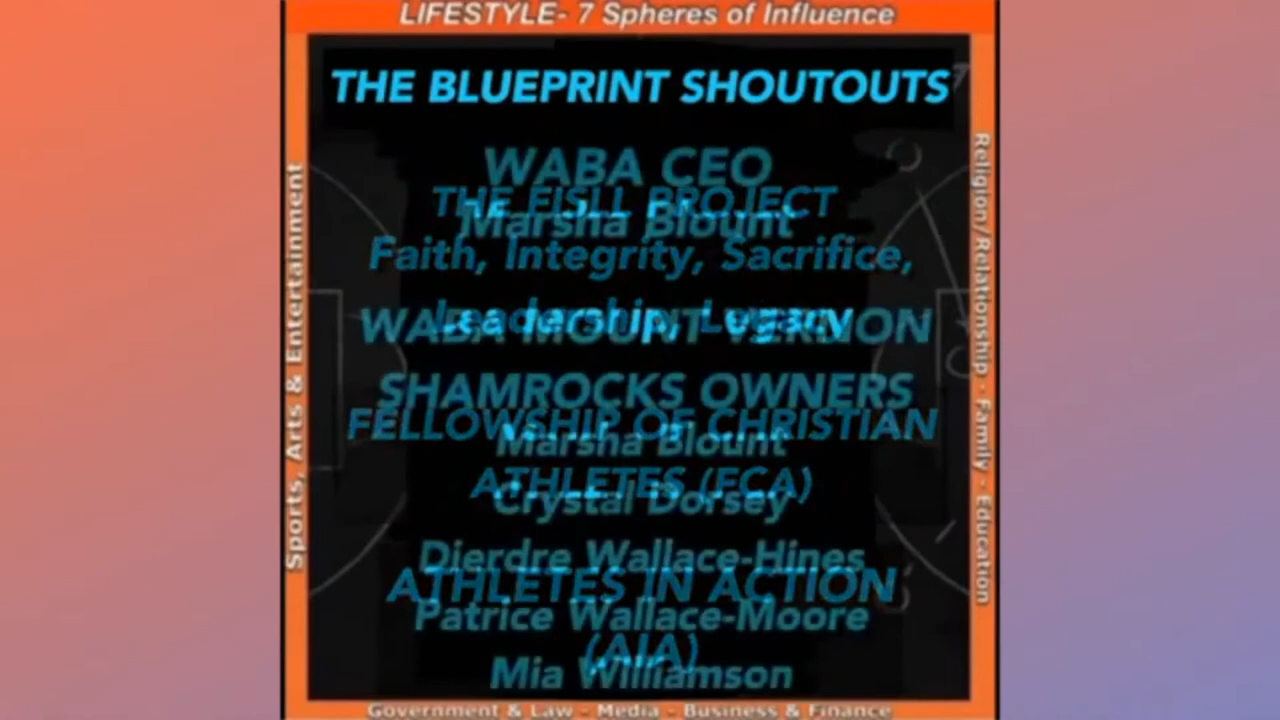 LIFESTYLE- 7 Spheres of Influence
THE BLUEPRINT SHOUTOUTS
WABA CEO
THE FISLL PROJECT
Marsha Blount
Faith, Integrity, Sacrifice,
Leadership, Legacy
WABA MOUNT VERNON
SHAMROCKS OWNERS
FELLOWSHIP OF CHRISTIAN
Marsha Blount
ATHLETES (FCA)
Crystal Dorsey
Dierdre Wallace-Hines
ATHLETES IN ACTION
Patrice Wallace-Moore
(AIA)
Mia Williamson
Sports, Arts & Entertainment
Religion/Relationship - Family - Education
Government & Law - Media - Business & Finance